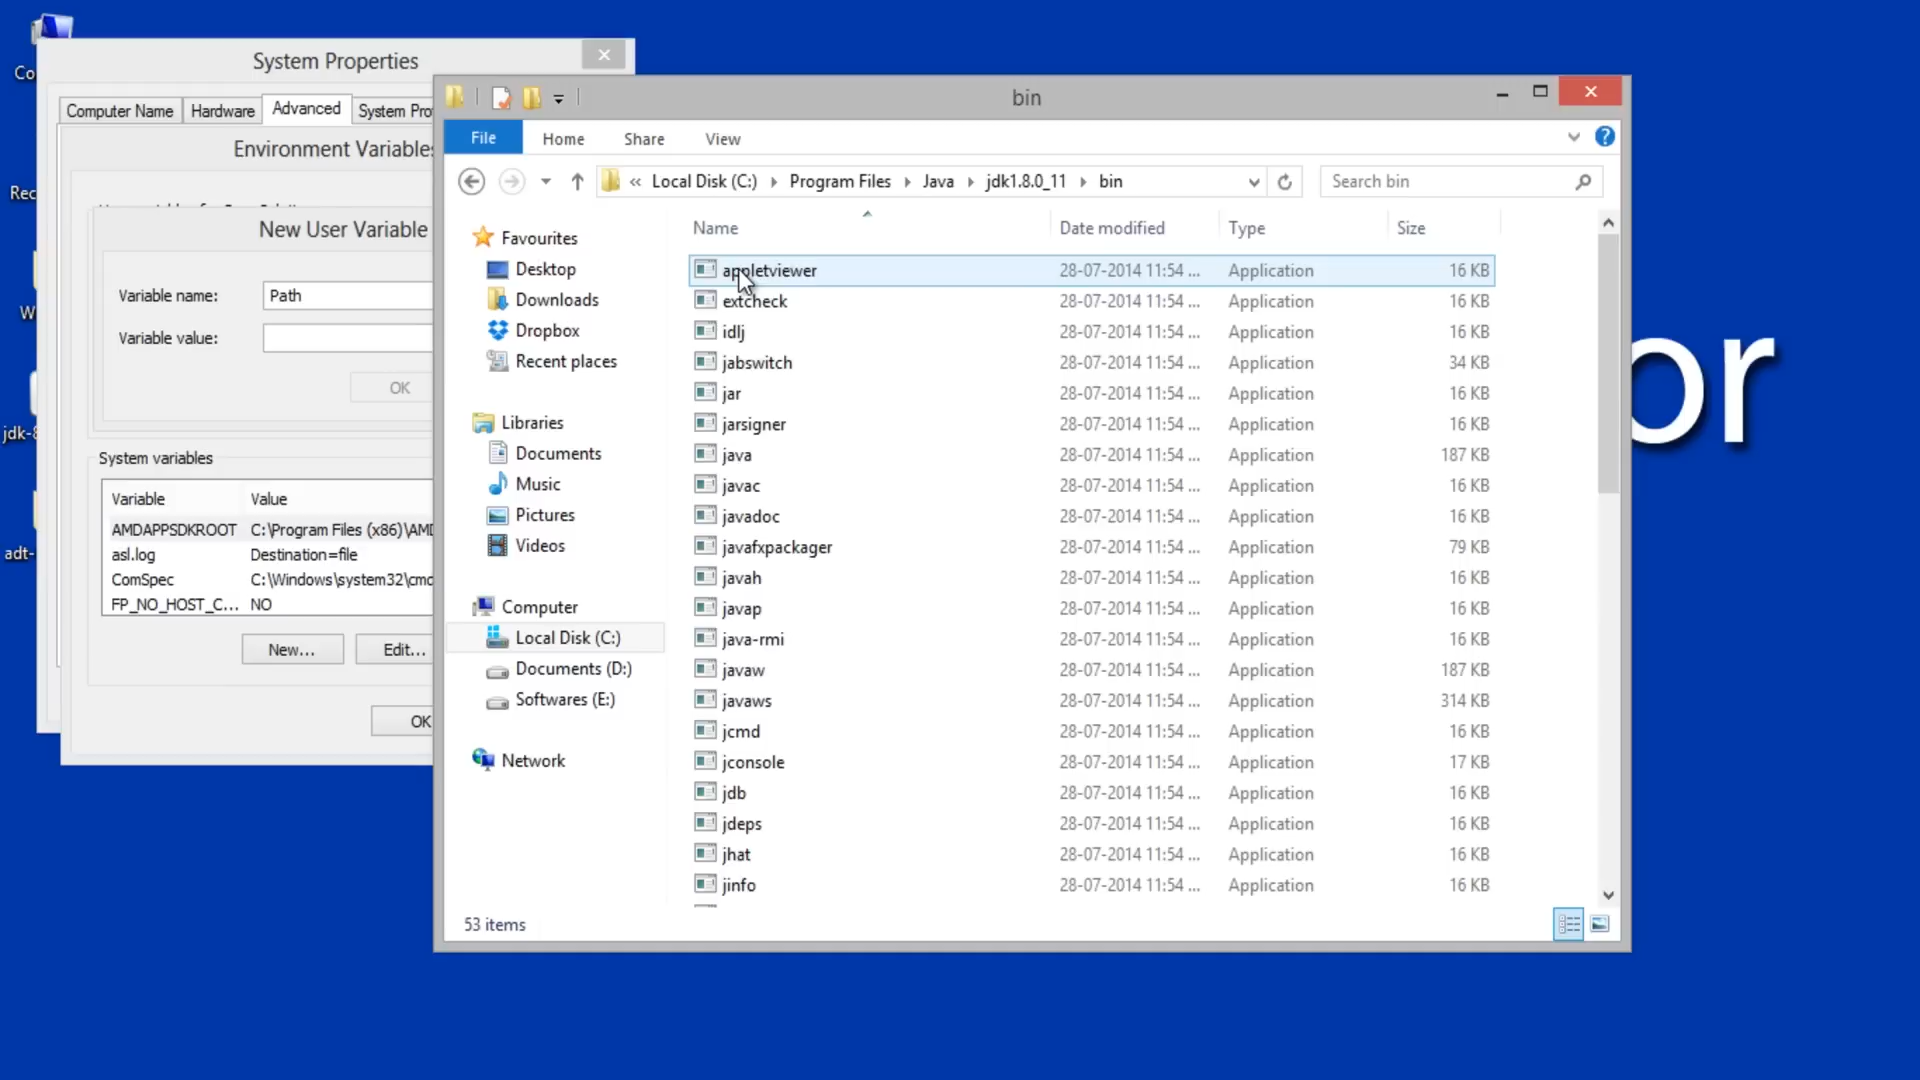 Co
Rec
W
jdk-8
adt-
System Properties
Computer Name
Hardware
Advanced
System Pro
Environment Variables
New User Variable
Variable name:
Path
Variable value:
OK
System variables
Variable Value
AMDAPPSDKROOT C:\Program Files (x86)\AMD
asl.log Destination=file
ComSpec C:\Windows\system32\cmd
FP_NO_HOST_C... NO
New...
Edit...
OK
bin
File Home Share View
« Local Disk (C:) Program Files Java jdk1.8.0_11 bin
Search bin
Favourites
Desktop
Downloads
Dropbox
Recent places
Libraries
Documents
Music
Pictures
Videos
Computer
Local Disk (C:)
Documents (D:)
Softwares (E:)
Network
Name Date modified Type Size
appletviewer 28-07-2014 11:54 ... Application 16 KB
extcheck 28-07-2014 11:54 ... Application 16 KB
idlj 28-07-2014 11:54 ... Application 16 KB
jabswitch 28-07-2014 11:54 ... Application 34 KB
jar 28-07-2014 11:54 ... Application 16 KB
jarsigner 28-07-2014 11:54 ... Application 16 KB
java 28-07-2014 11:54 ... Application 187 KB
javac 28-07-2014 11:54 ... Application 16 KB
javadoc 28-07-2014 11:54 ... Application 16 KB
javafxpackager 28-07-2014 11:54 ... Application 79 KB
javah 28-07-2014 11:54 ... Application 16 KB
javap 28-07-2014 11:54 ... Application 16 KB
java-rmi 28-07-2014 11:54 ... Application 16 KB
javaw 28-07-2014 11:54 ... Application 187 KB
javaws 28-07-2014 11:54 ... Application 314 KB
jcmd 28-07-2014 11:54 ... Application 16 KB
jconsole 28-07-2014 11:54 ... Application 17 KB
jdb 28-07-2014 11:54 ... Application 16 KB
jdeps 28-07-2014 11:54 ... Application 16 KB
jhat 28-07-2014 11:54 ... Application 16 KB
jinfo 28-07-2014 11:54 ... Application 16 KB
53 items
or